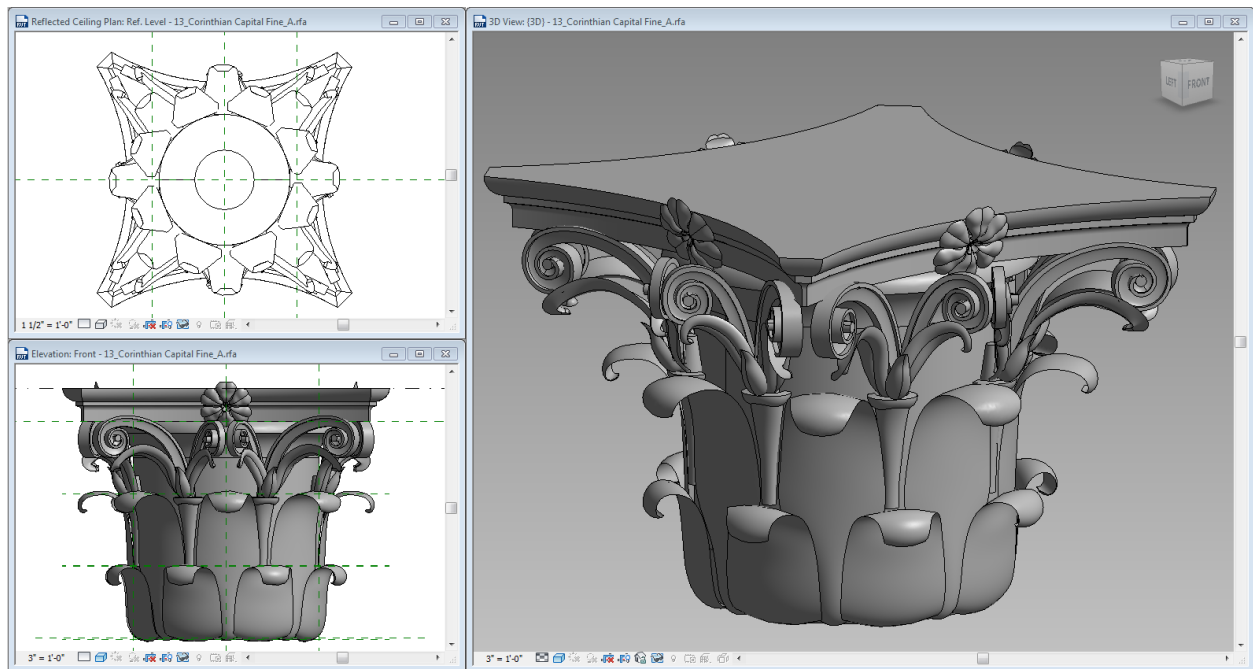 Reflected Ceiling Plan: Ref. Level - 13_Corinthian Capital Fine_A.rfa
1 1/2" = 1'-0"
Elevation: Front - 13_Corinthian Capital Fine_A.rfa
3" = 1'-0"
3D View: {3D} - 13_Corinthian Capital Fine_A.rfa
LEFT
FRONT
3" = 1'-0"